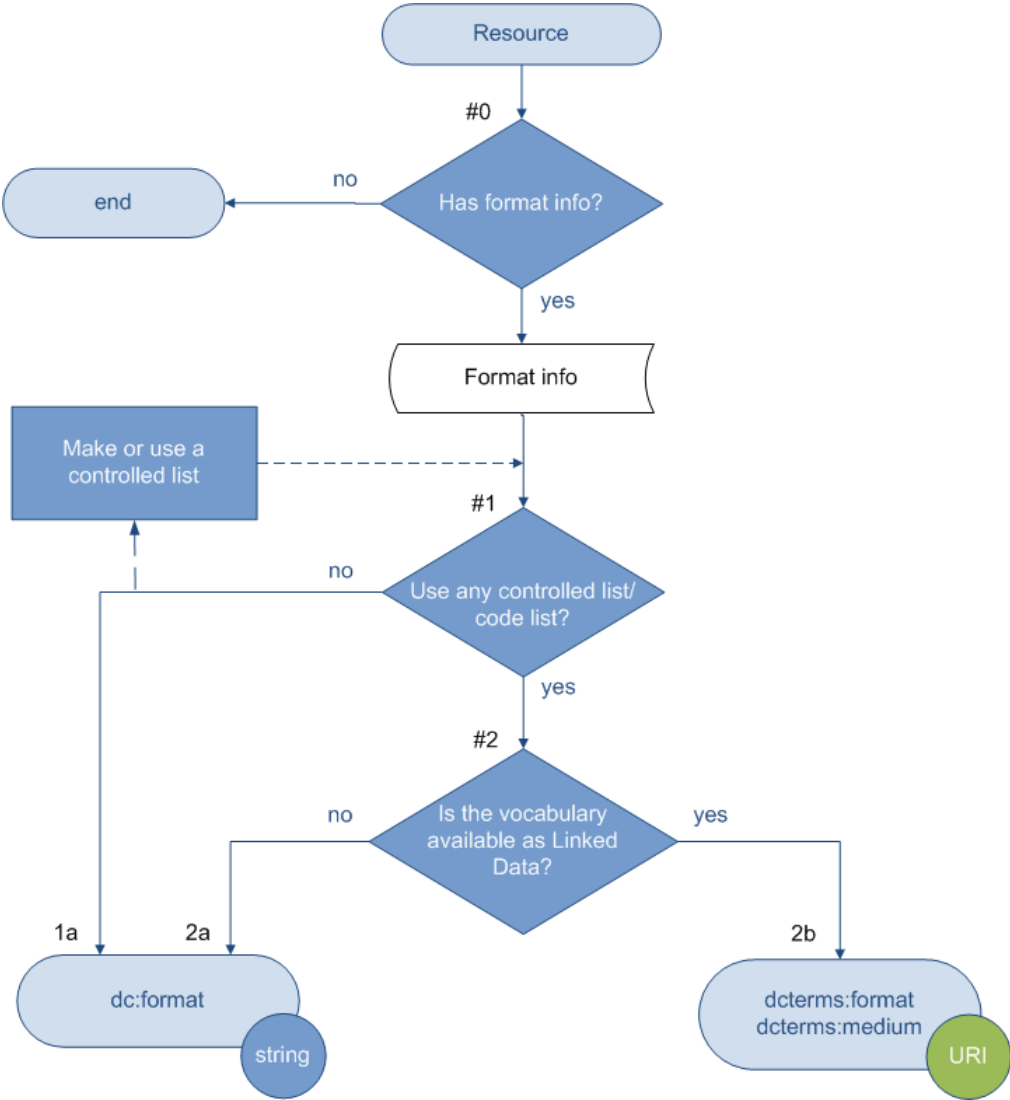 Resource
#0
no
Has format info?
end
yes
Format info
Make or use a
controlled list
#1
no
Use any controlled list/
code list?
yes
#2
no
Is the vocabulary
available as Linked
Data?
yes
1a
2a
2b
dc:format
string
dcterms:format
dcterms:medium
URI